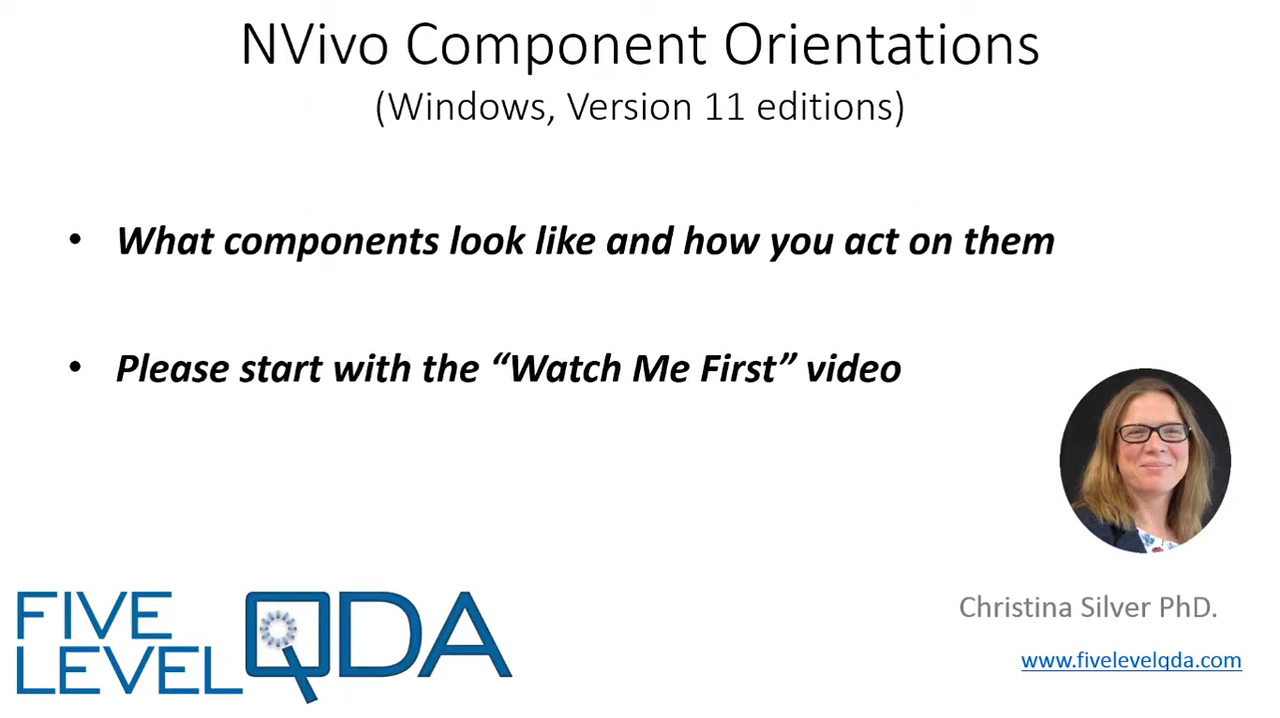 NVivo Component Orientations
(Windows, Version 11 editions)
• What components look like and how you act on them
• Please start with the “Watch Me First” video
FIVE
LEVEL
QDA
Christina Silver PhD.
www.fivelevelqda.com